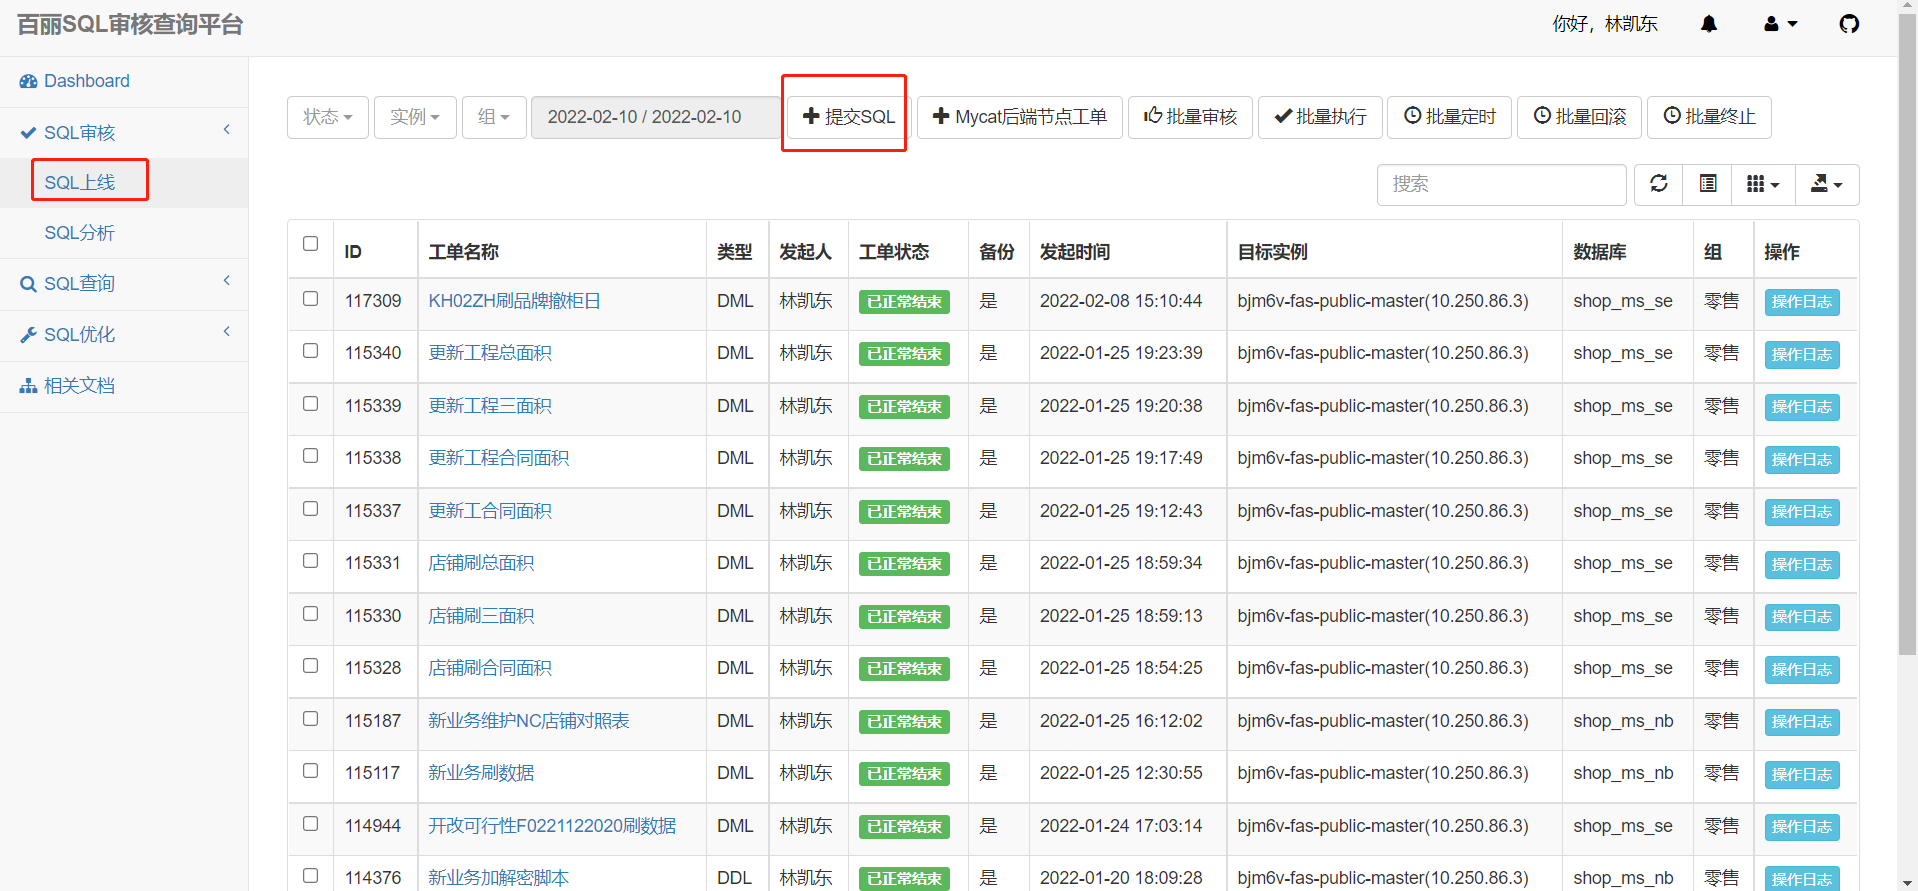 百丽SQL审核查询平台
你好，林凯东
Dashboard
SQL审核
SQL上线
SQL分析
SQL查询
SQL优化
相关文档
状态 实例 组 2022-02-10 / 2022-02-10 提交SQL Mycat后端节点工单 批量审核 批量执行 批量定时 批量回滚 批量终止
搜索
ID 工单名称 类型 发起人 工单状态 备份 发起时间 目标实例 数据库 组 操作
117309 KH02ZH刷品牌撤柜日 DML 林凯东 已正常结束 是 2022-02-08 15:10:44 bjm6v-fas-public-master(10.250.86.3) shop_ms_se 零售 操作日志
115340 更新工程总面积 DML 林凯东 已正常结束 是 2022-01-25 19:23:39 bjm6v-fas-public-master(10.250.86.3) shop_ms_se 零售 操作日志
115339 更新工程三面积 DML 林凯东 已正常结束 是 2022-01-25 19:20:38 bjm6v-fas-public-master(10.250.86.3) shop_ms_se 零售 操作日志
115338 更新工程合同面积 DML 林凯东 已正常结束 是 2022-01-25 19:17:49 bjm6v-fas-public-master(10.250.86.3) shop_ms_se 零售 操作日志
115337 更新工合同面积 DML 林凯东 已正常结束 是 2022-01-25 19:12:43 bjm6v-fas-public-master(10.250.86.3) shop_ms_se 零售 操作日志
115331 店铺刷总面积 DML 林凯东 已正常结束 是 2022-01-25 18:59:34 bjm6v-fas-public-master(10.250.86.3) shop_ms_se 零售 操作日志
115330 店铺刷三面积 DML 林凯东 已正常结束 是 2022-01-25 18:59:13 bjm6v-fas-public-master(10.250.86.3) shop_ms_se 零售 操作日志
115328 店铺刷合同面积 DML 林凯东 已正常结束 是 2022-01-25 18:54:25 bjm6v-fas-public-master(10.250.86.3) shop_ms_se 零售 操作日志
115187 新业务维护NC店铺对照表 DML 林凯东 已正常结束 是 2022-01-25 16:12:02 bjm6v-fas-public-master(10.250.86.3) shop_ms_nb 零售 操作日志
115117 新业务刷数据 DML 林凯东 已正常结束 是 2022-01-25 12:30:55 bjm6v-fas-public-master(10.250.86.3) shop_ms_nb 零售 操作日志
114944 开改可行性F0221122020刷数据 DML 林凯东 已正常结束 是 2022-01-24 17:03:14 bjm6v-fas-public-master(10.250.86.3) shop_ms_se 零售 操作日志
114376 新业务加解密脚本 DDL 林凯东 已正常结束 是 2022-01-20 18:09:28 bjm6v-fas-public-master(10.250.86.3) shop_ms_nb 零售 操作日志